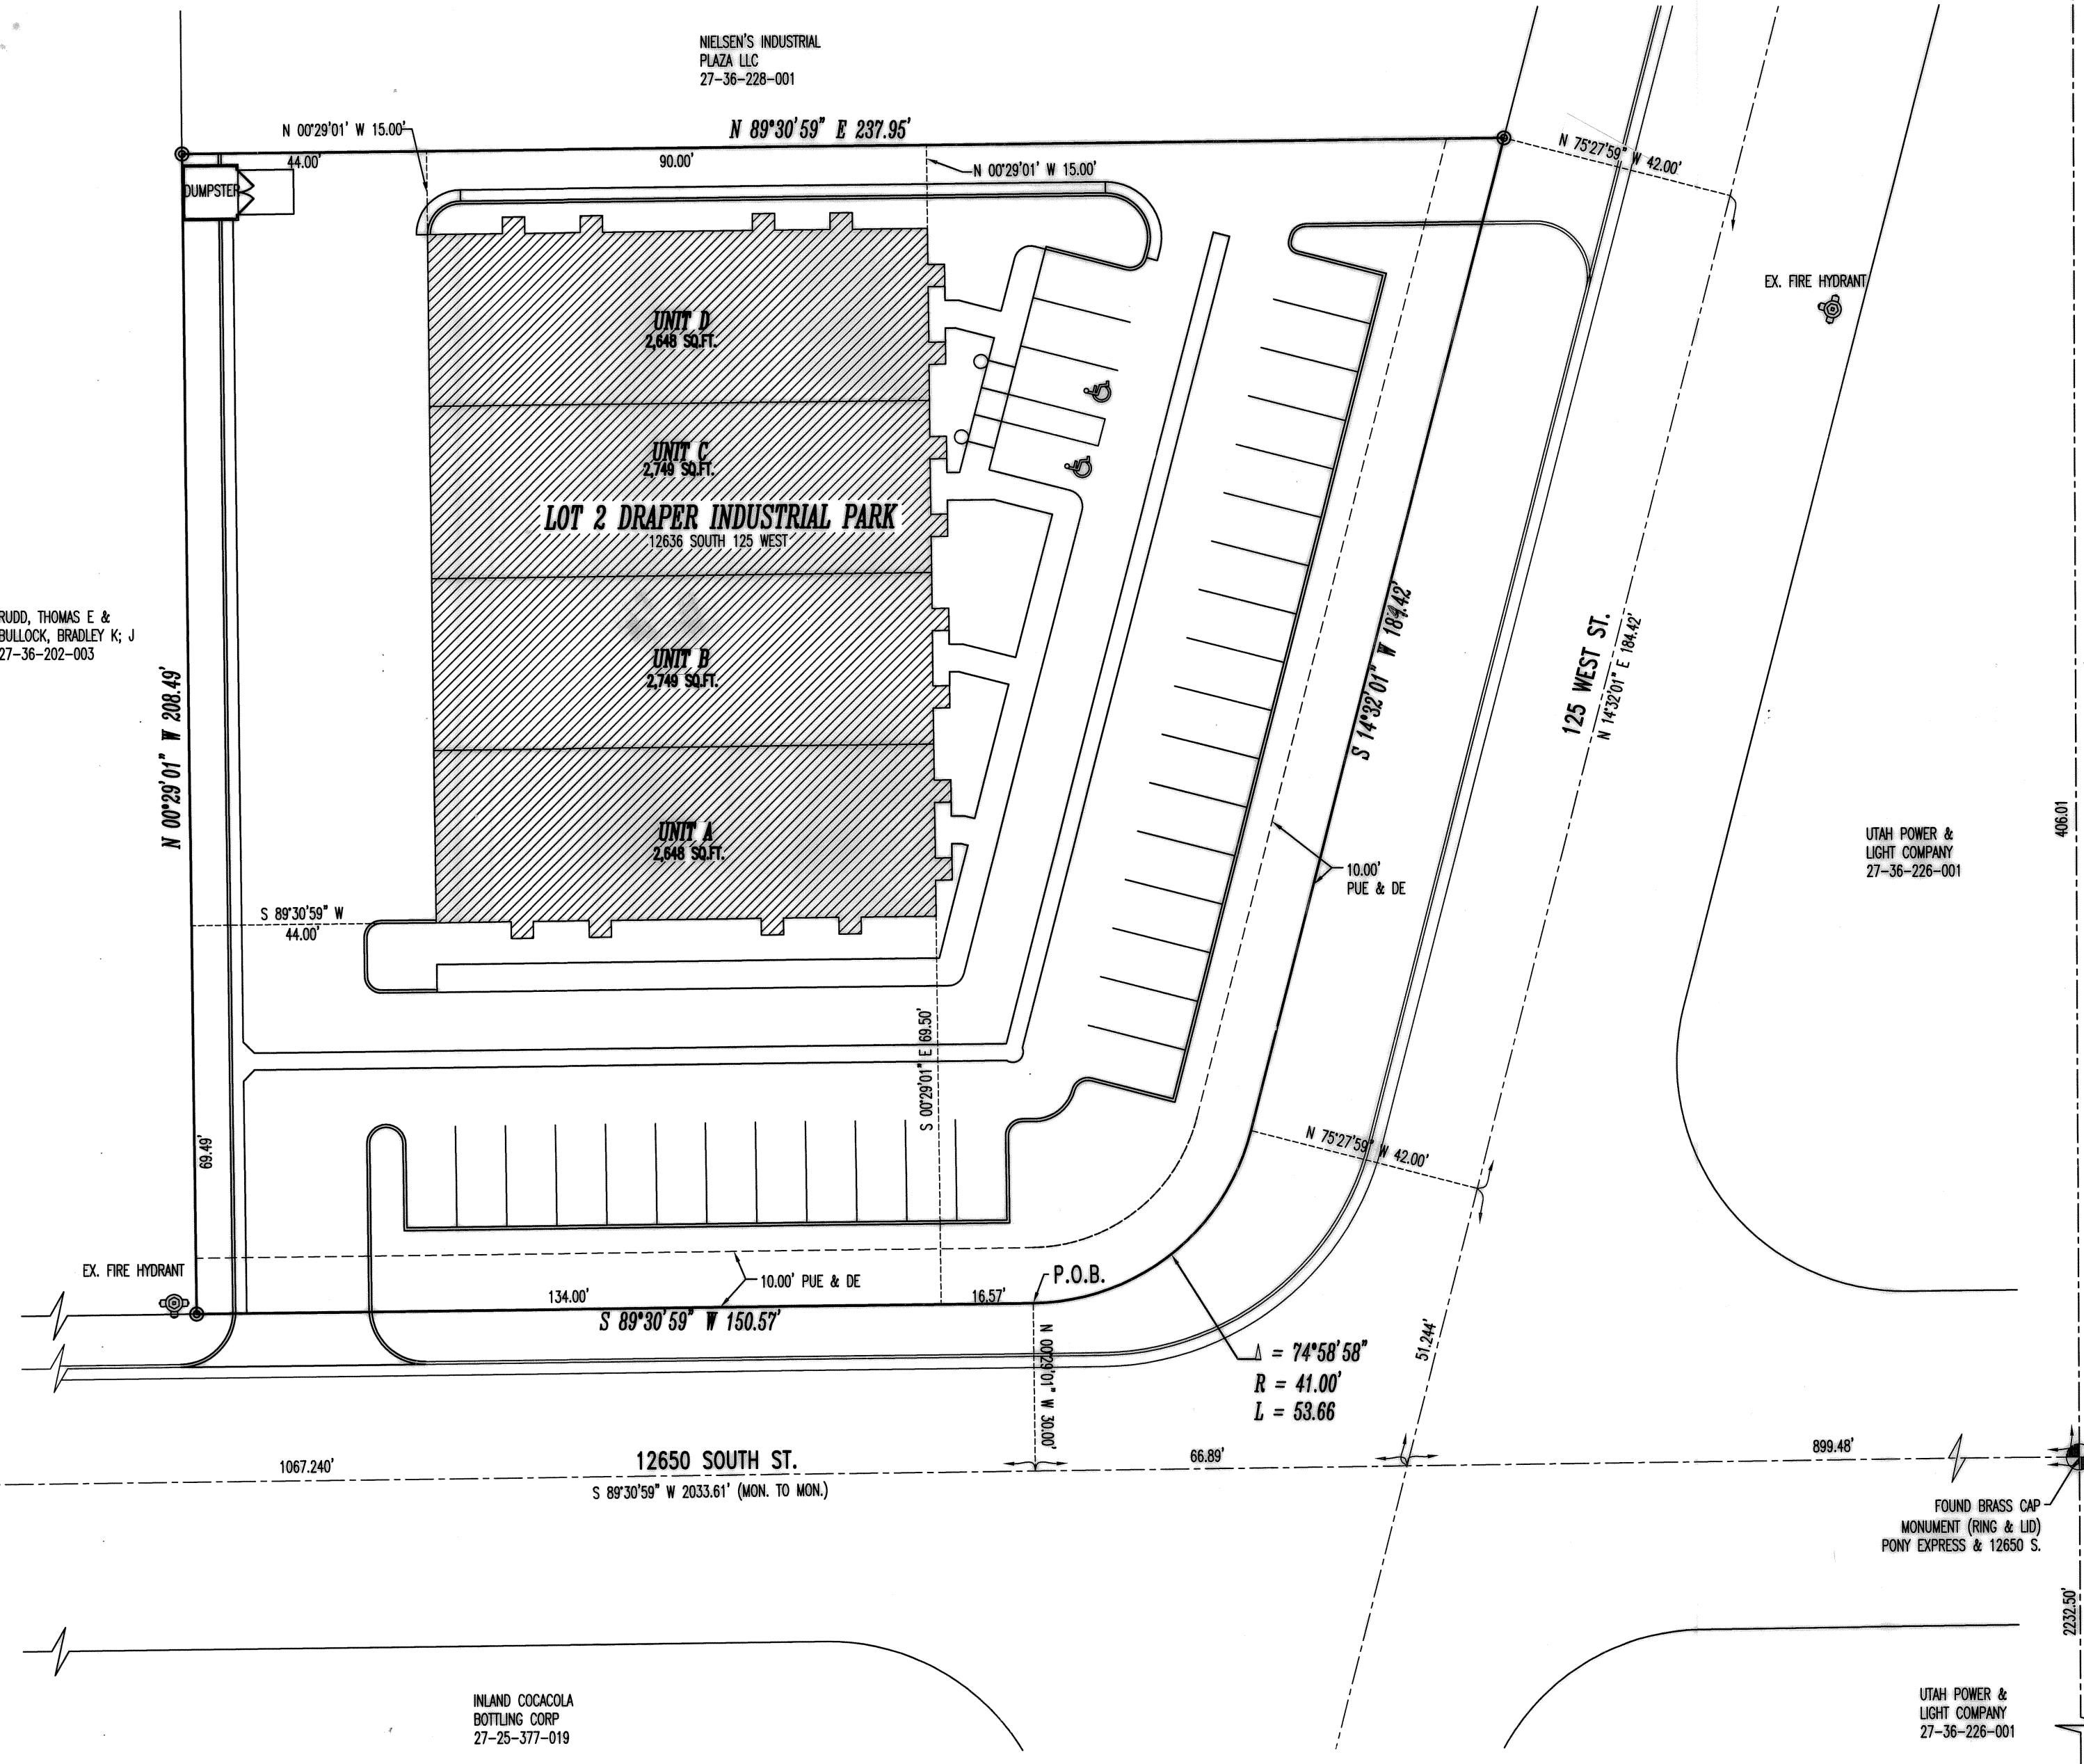 NIELSEN'S INDUSTRIAL
PLAZA LLC
27-36-228-001
N 00°29'01' W 15.00'
N 89°30'59" E 237.95'
44.00'
90.00'
N 00°29'01' W 15.00'
N 75°27'59" W 42.00'
DUMPSTER
EX. FIRE HYDRANT
UNIT D
2,648 SQ.FT.
UNIT C
2,749 SQ.FT.
LOT 2 DRAPER INDUSTRIAL PARK
12636 SOUTH 125 WEST
RUDD, THOMAS E &
BULLOCK, BRADLEY K; J
27-36-202-003
N 00°29'01" W 208.49'
UNIT B
2,749 SQ.FT.
S 14°32'01" W 184.42'
125 WEST ST.
N 14°32'01" E 184.42'
406.01
UNIT A
2,648 SQ.FT.
UTAH POWER &
LIGHT COMPANY
27-36-226-001
10.00'
PUE & DE
S 89°30'59" W
44.00'
S 00°29'01" E 69.50'
69.49'
N 75°27'59" W 42.00'
EX. FIRE HYDRANT
10.00' PUE & DE
P.O.B.
134.00'
16.57'
S 89°30'59" W 150.57'
N 00°29'01" W 30.00'
Δ = 74°58'58"
R = 41.00'
L = 53.66
51.244'
12650 SOUTH ST.
1067.240'
66.89'
899.48'
S 89°30'59" W 2033.61' (MON. TO MON.)
FOUND BRASS CAP
MONUMENT (RING & LID)
PONY EXPRESS & 12650 S.
2232.50'
INLAND COCACOLA
BOTTLING CORP
27-25-377-019
UTAH POWER &
LIGHT COMPANY
27-36-226-001